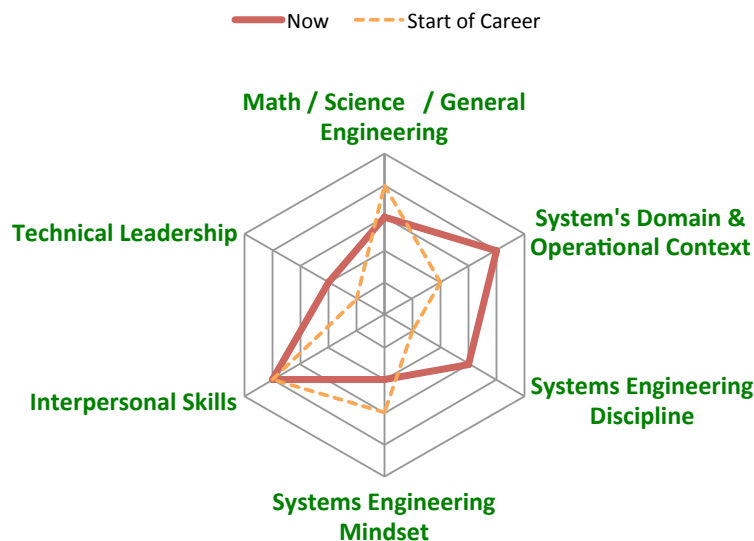 Now Start of Career
Math / Science / General
Engineering
System's Domain &
Operational Context
Technical Leadership
Systems Engineering
Discipline
Interpersonal Skills
Systems Engineering
Mindset